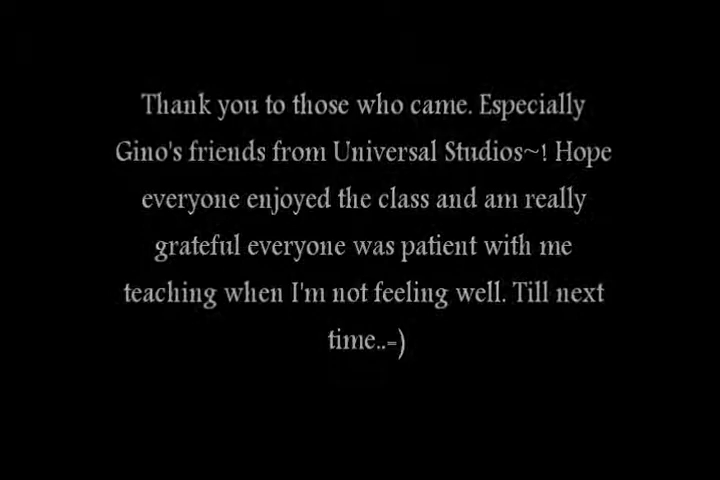 Thank you to those who came. Especially
Gino's friends from Universal Studios~! Hope
everyone enjoyed the class and am really
grateful everyone was patient with me
teaching when I'm not feeling well. Till next
time..=)